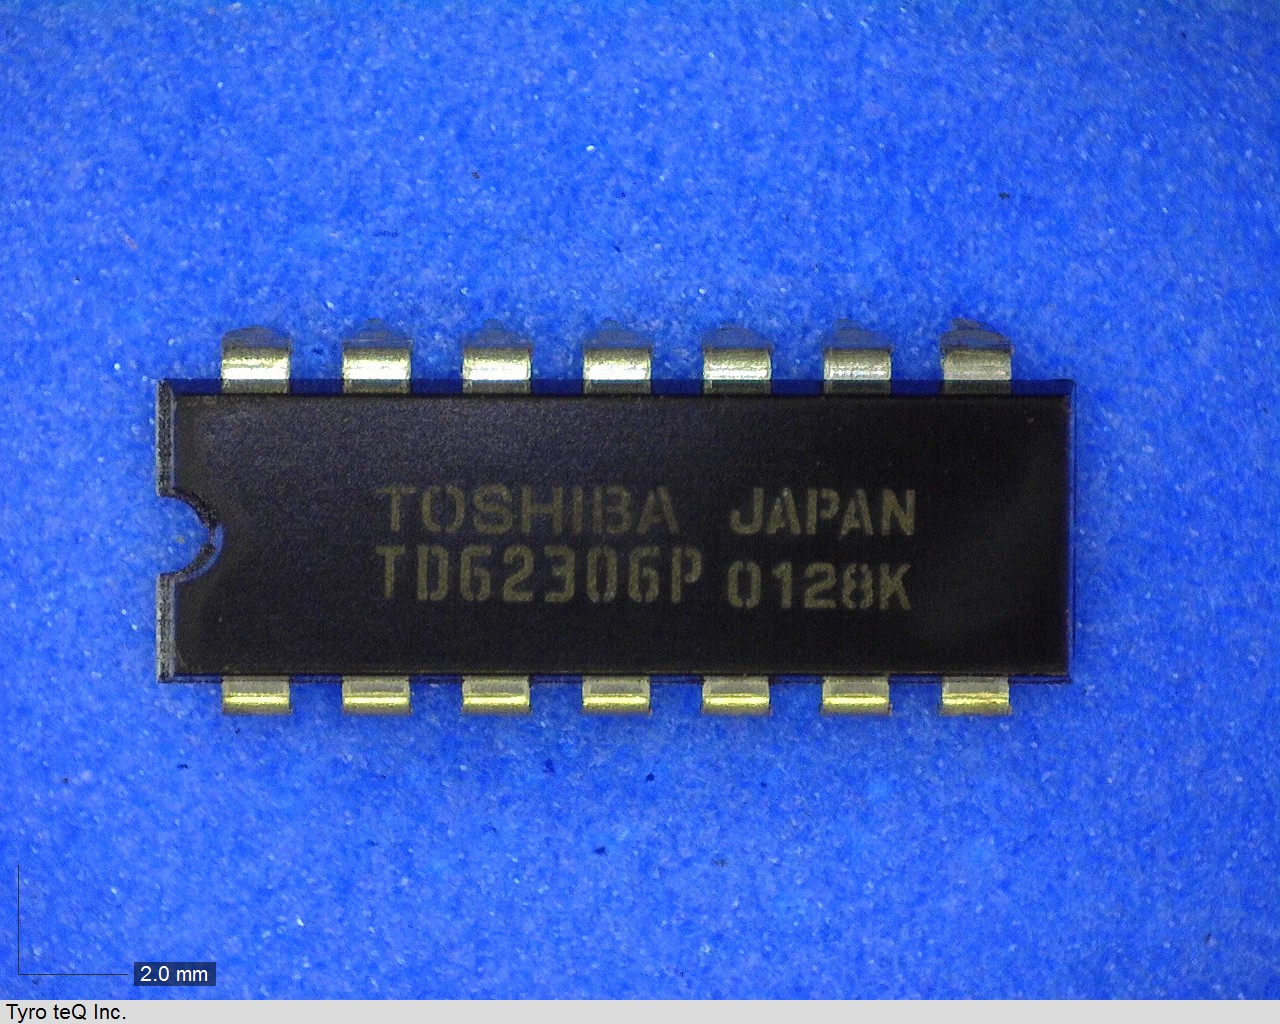 TOSHIBA JAPAN
TD62306P 0128K
2.0 mm
Tyro teQ Inc.